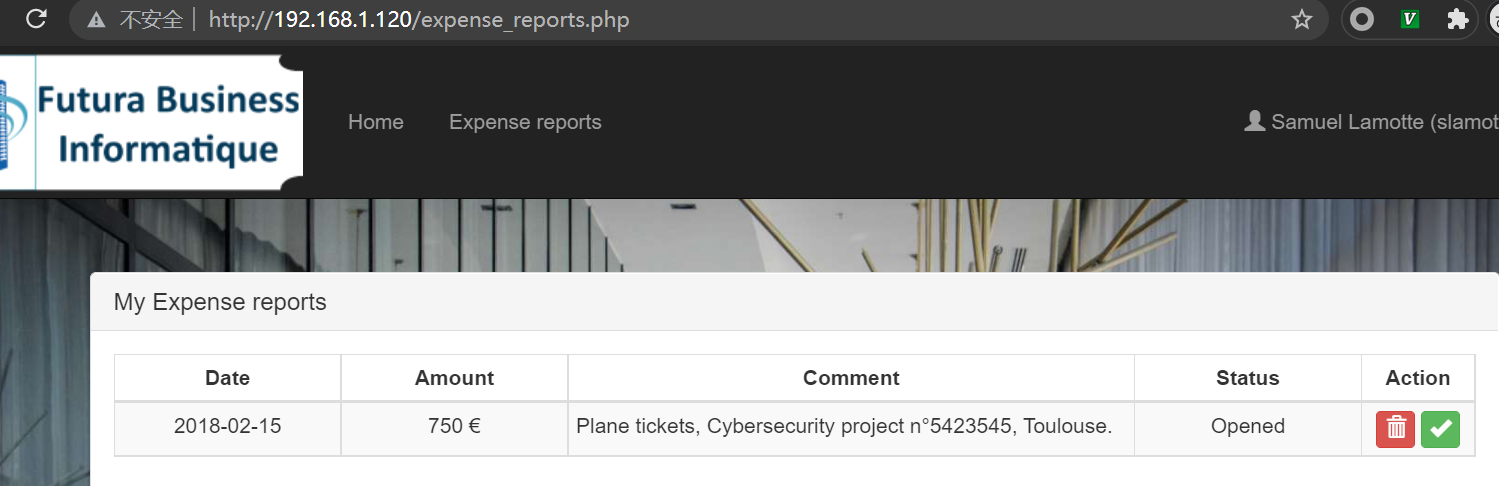 不安全 http://192.168.1.120/expense_reports.php
V
Futura Business
Informatique
Home Expense reports Samuel Lamotte (slamot
My Expense reports
Date Amount Comment Status Action
2018-02-15 750 € Plane tickets, Cybersecurity project n°5423545, Toulouse. Opened